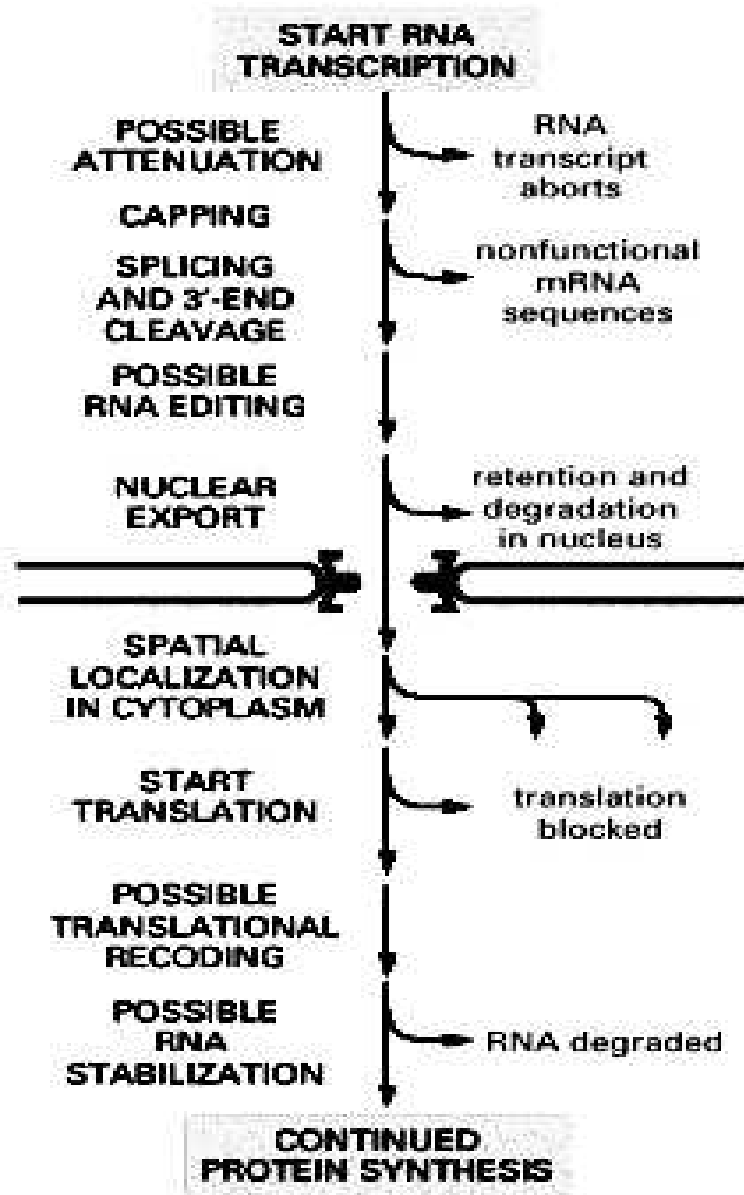 START RNA
TRANSCRIPTION
POSSIBLE
ATTENUATION
RNA
transcript
aborts
CAPPING
SPLICING
AND 3'-END
CLEAVAGE
nonfunctional
mRNA
sequences
POSSIBLE
RNA EDITING
NUCLEAR
EXPORT
retention and
degradation
in nucleus
SPATIAL
LOCALIZATION
IN CYTOPLASM
START
TRANSLATION
translation
blocked
POSSIBLE
TRANSLATIONAL
RECODING
POSSIBLE
RNA
STABILIZATION
RNA degraded
CONTINUED
PROTEIN SYNTHESIS